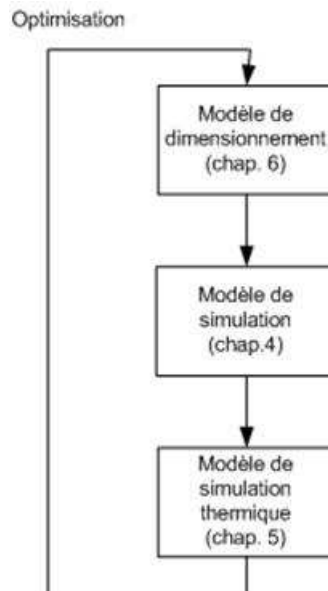 Optimisation
Modèle de
dimensionnement
(chap. 6)
Modèle de
simulation
(chap.4)
Modèle de
simulation
thermique
(chap. 5)